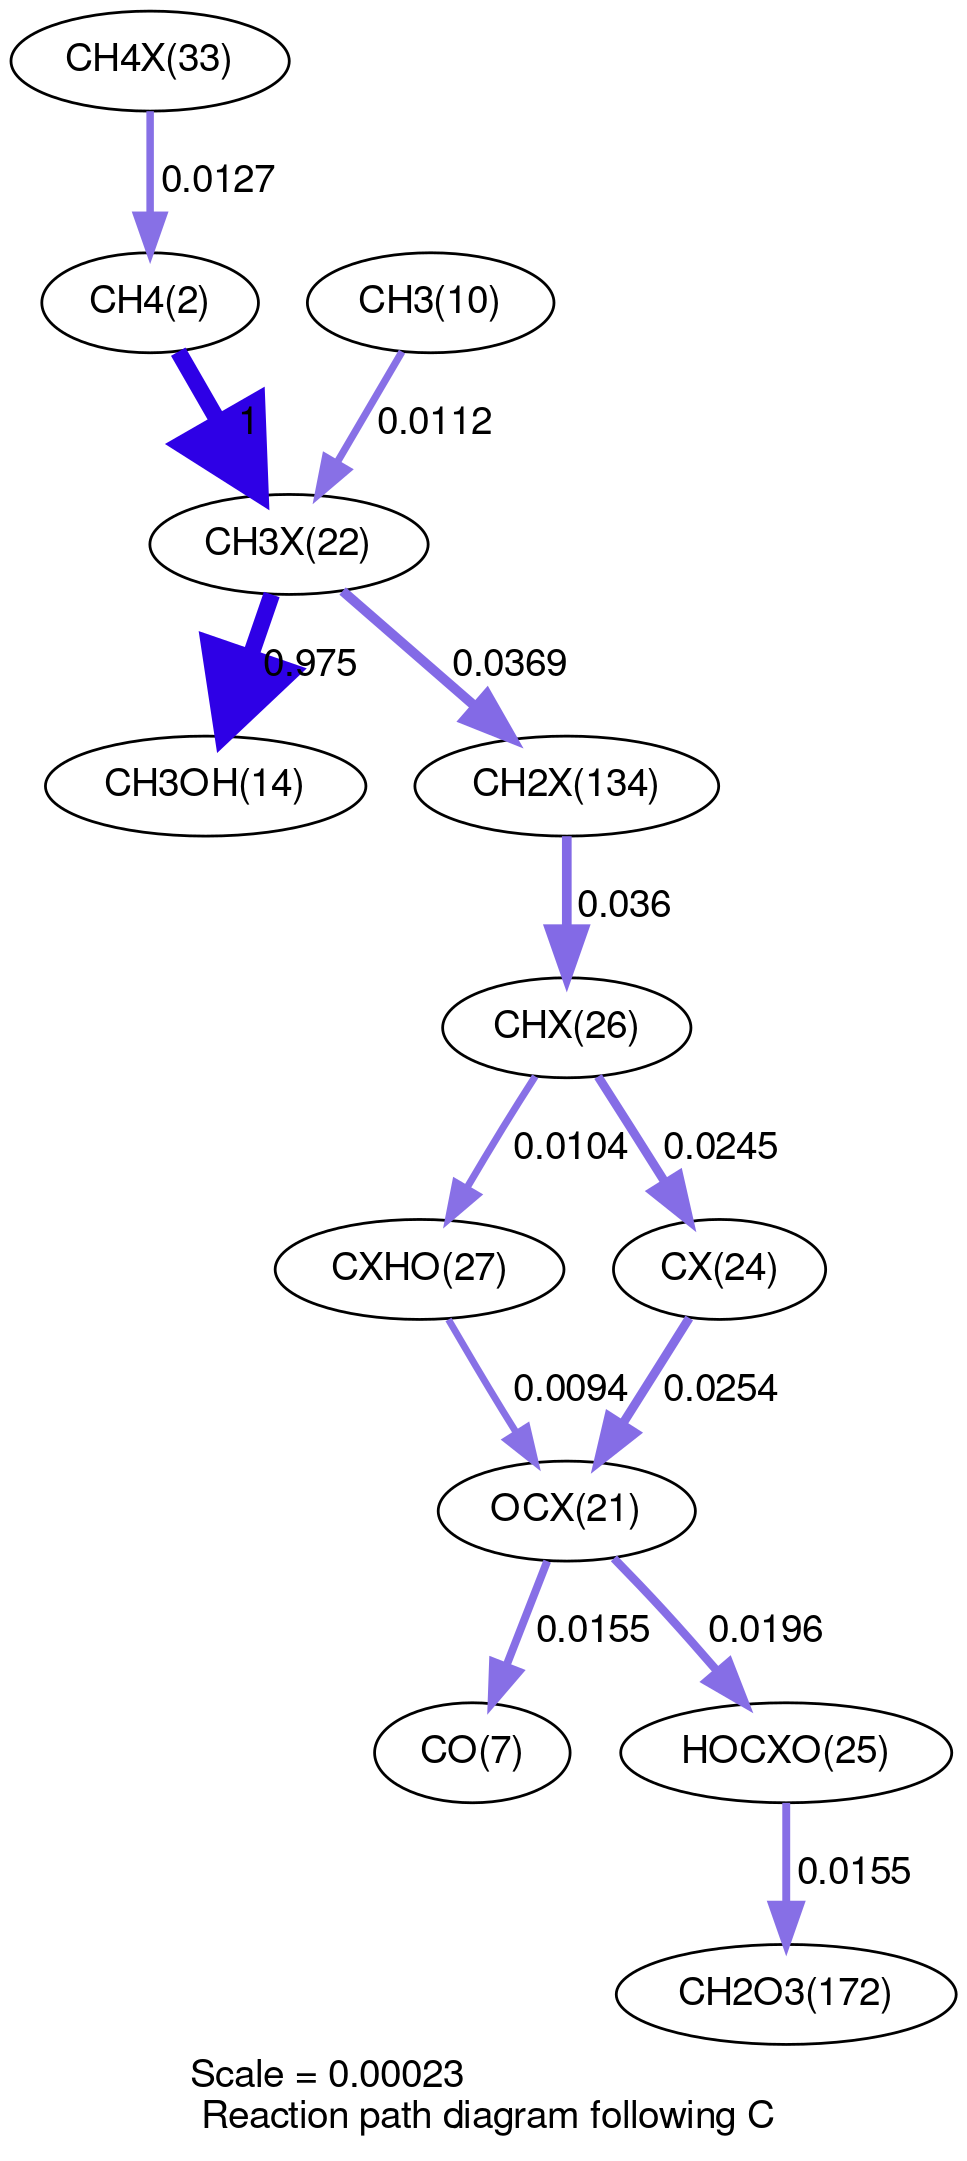 CH4X(33)
0.0127
CH4(2)
CH3(10)
1
0.0112
CH3X(22)
0.975
0.0369
CH3OH(14)
CH2X(134)
0.036
CHX(26)
0.0104
0.0245
CXHO(27)
CX(24)
0.0094
0.0254
OCX(21)
0.0155
0.0196
CO(7)
HOCXO(25)
0.0155
CH2O3(172)
Scale = 0.00023
Reaction path diagram following C